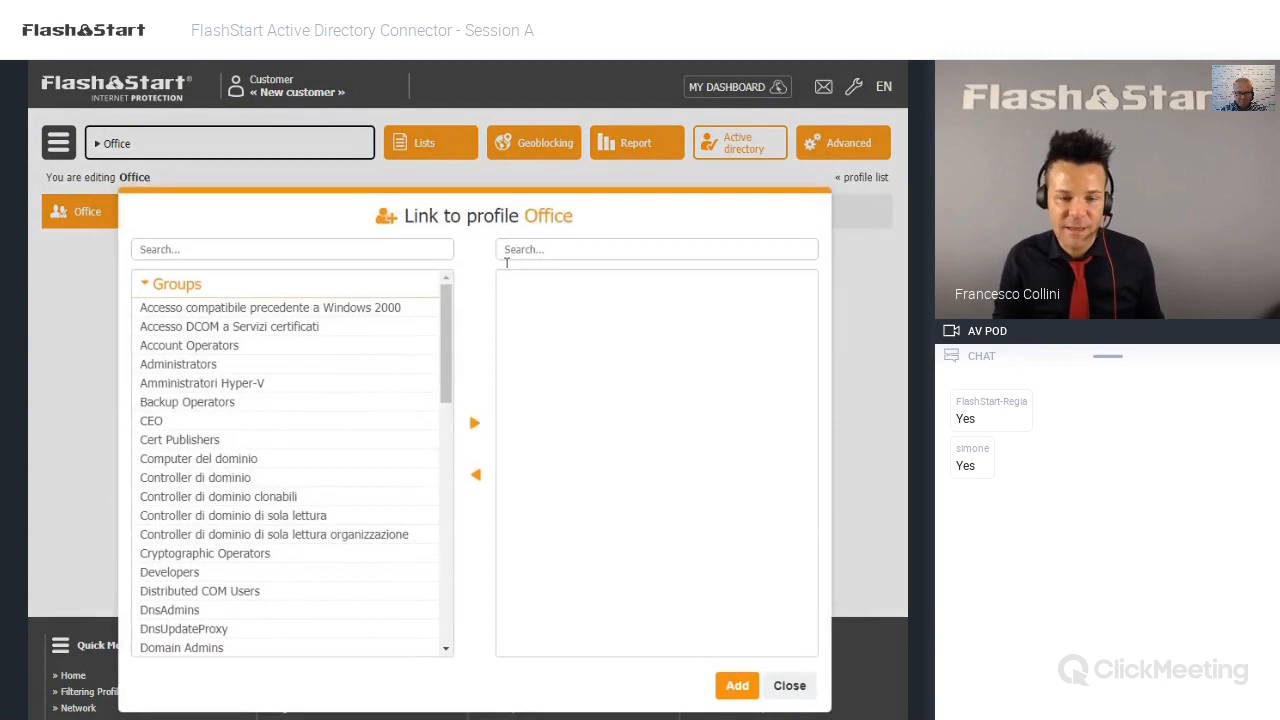 Flash&Start
FlashStart Active Directory Connector - Session A
Flash&Start®
INTERNET PROTECTION
Customer
« New customer »
MY DASHBOARD
EN
Office
Lists
Geoblocking
Report
Active
directory
Advanced
You are editing Office
« profile list
Office
Link to profile Office
Search...
Search...
Groups
Accesso compatibile precedente a Windows 2000
Accesso DCOM a Servizi certificati
Account Operators
Administrators
Amministratori Hyper-V
Backup Operators
CEO
Cert Publishers
Computer del dominio
Controller di dominio
Controller di dominio clonabili
Controller di dominio di sola lettura
Controller di dominio di sola lettura organizzazione
Cryptographic Operators
Developers
Distributed COM Users
DnsAdmins
DnsUpdateProxy
Domain Admins
Add
Close
Quick Me
» Home
» Filtering Profil
» Network
Flash&Star
Francesco Collini
AV POD
CHAT
FlashStart-Regia
Yes
simone
Yes
ClickMeeting